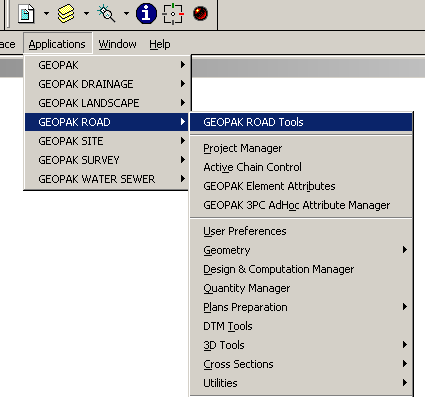 ace Applications Window Help
GEOPAK
GEOPAK DRAINAGE
GEOPAK LANDSCAPE
GEOPAK ROAD
GEOPAK SITE
GEOPAK SURVEY
GEOPAK WATER SEWER
GEOPAK ROAD Tools
Project Manager
Active Chain Control
GEOPAK Element Attributes
GEOPAK 3PC AdHoc Attribute Manager
User Preferences
Geometry
Design & Computation Manager
Quantity Manager
Plans Preparation
DTM Tools
3D Tools
Cross Sections
Utilities